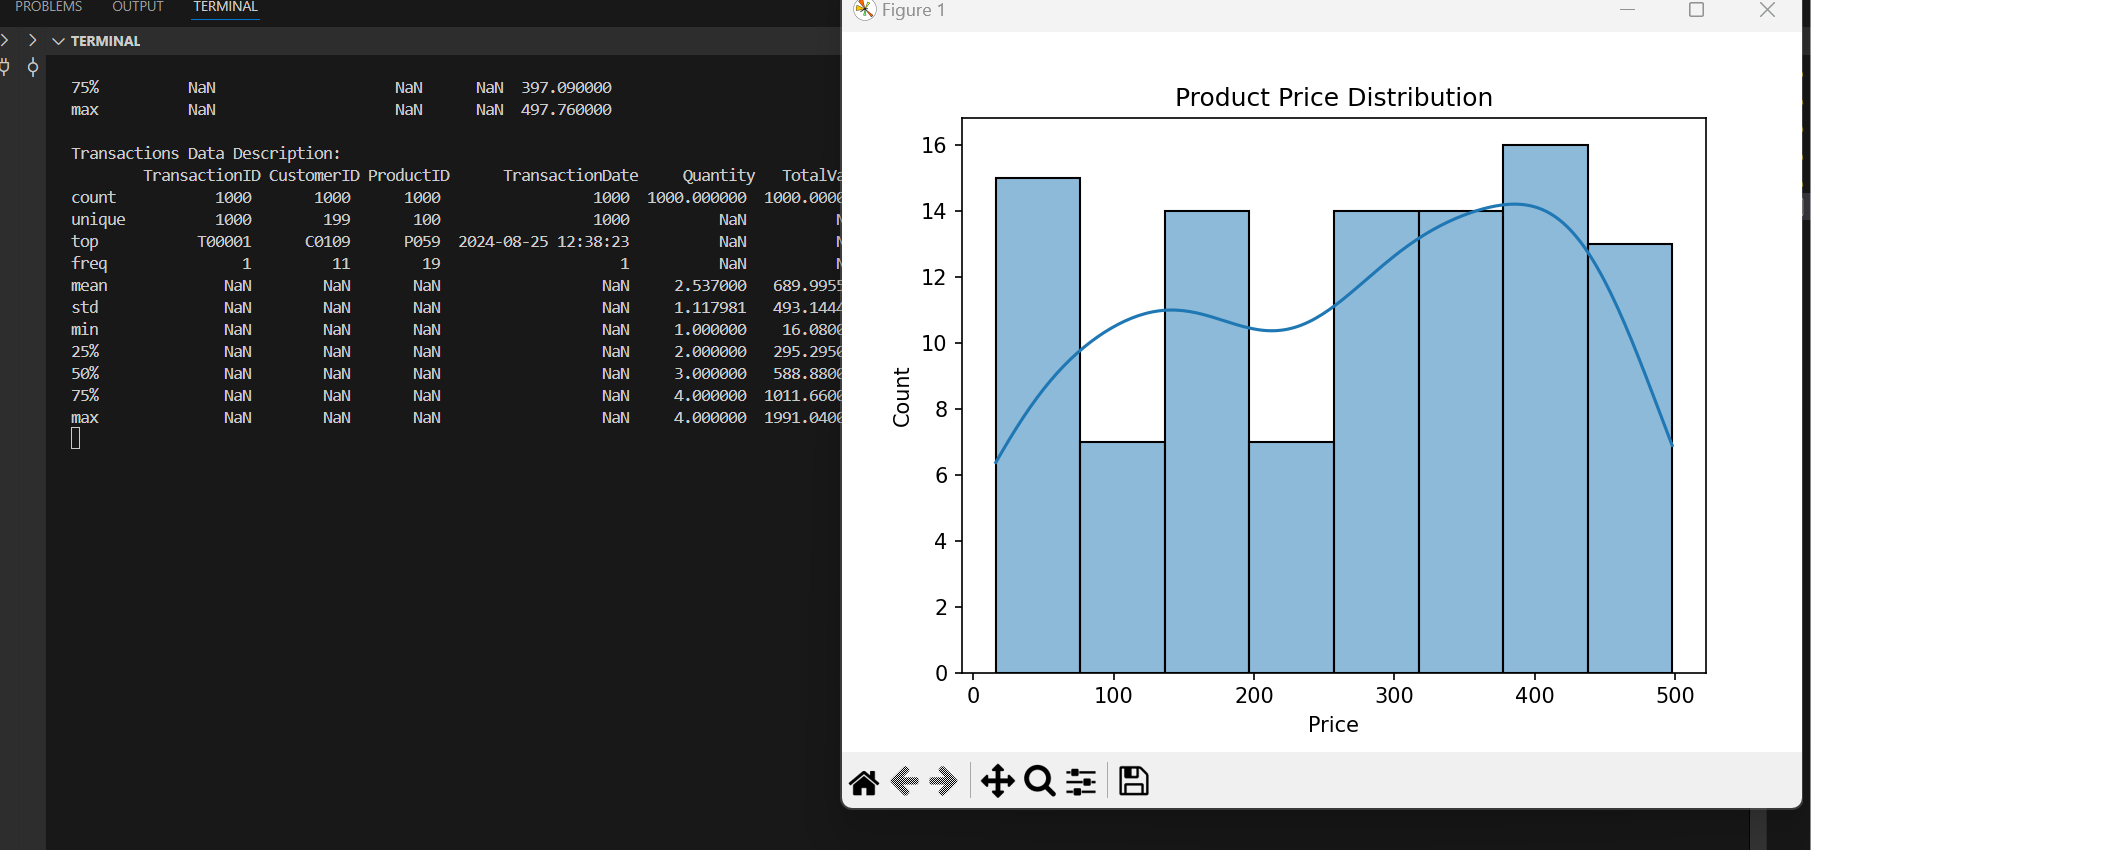 PROBLEMS OUTPUT TERMINAL
TERMINAL
75% NaN NaN NaN 397.090000
max NaN NaN NaN 497.760000
Transactions Data Description:
TransactionID CustomerID ProductID TransactionDate Quantity TotalVa
count 1000 1000 1000 1000 1000.000000 1000.0000
unique 1000 199 100 1000 NaN N
top T00001 C0109 P059 2024-08-25 12:38:23 NaN N
freq 1 11 19 1 NaN N
mean NaN NaN NaN NaN 2.537000 689.9955
std NaN NaN NaN NaN 1.117981 493.1444
min NaN NaN NaN NaN 1.000000 16.0800
25% NaN NaN NaN NaN 2.000000 295.2950
50% NaN NaN NaN NaN 3.000000 588.8800
75% NaN NaN NaN NaN 4.000000 1011.6600
max NaN NaN NaN NaN 4.000000 1991.0400
Figure 1
Product Price Distribution
16
14
12
10
8
6
4
2
0
Count
0 100 200 300 400 500
Price